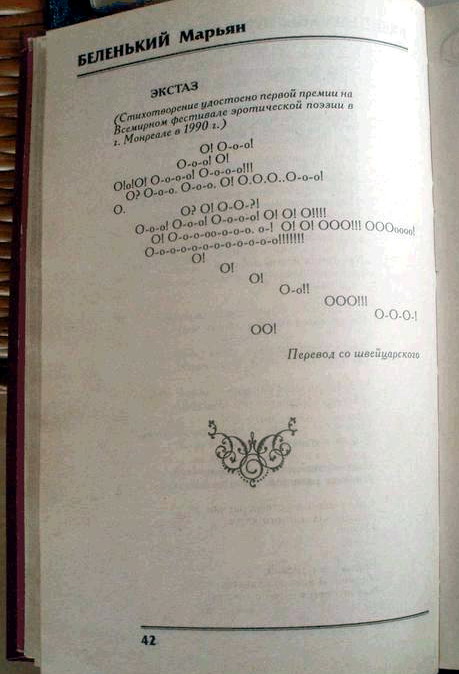 БЕЛЕНЬКИЙ Марьян
ЭКСТАЗ
(Стихотворение удостоено первой премии на
Всемирном фестивале эротической поэзии в
г. Монреале в 1990 г.)
О! О-о-о!
О-о-о! О!
О!о!О! О-о-о-о! О-о-о-о!!!
О? О-о-о. О-о-о. О! О.О.О..О-о-о!
О. О? О! О-О-?!
О-о-о! О-о-о! О-о-о-о! О! О! О!!!!
О! О-о-о-оо-о-о-о. о-! О! О! ООО!!! ОООоооо!
О-о-о-о-о-о-о-о-о-о-о-о!!!!!!!
О!
О!
О!
О-о!!
ООО!!!
О-О-О-!
ОО!
Перевод со швейцарского
42